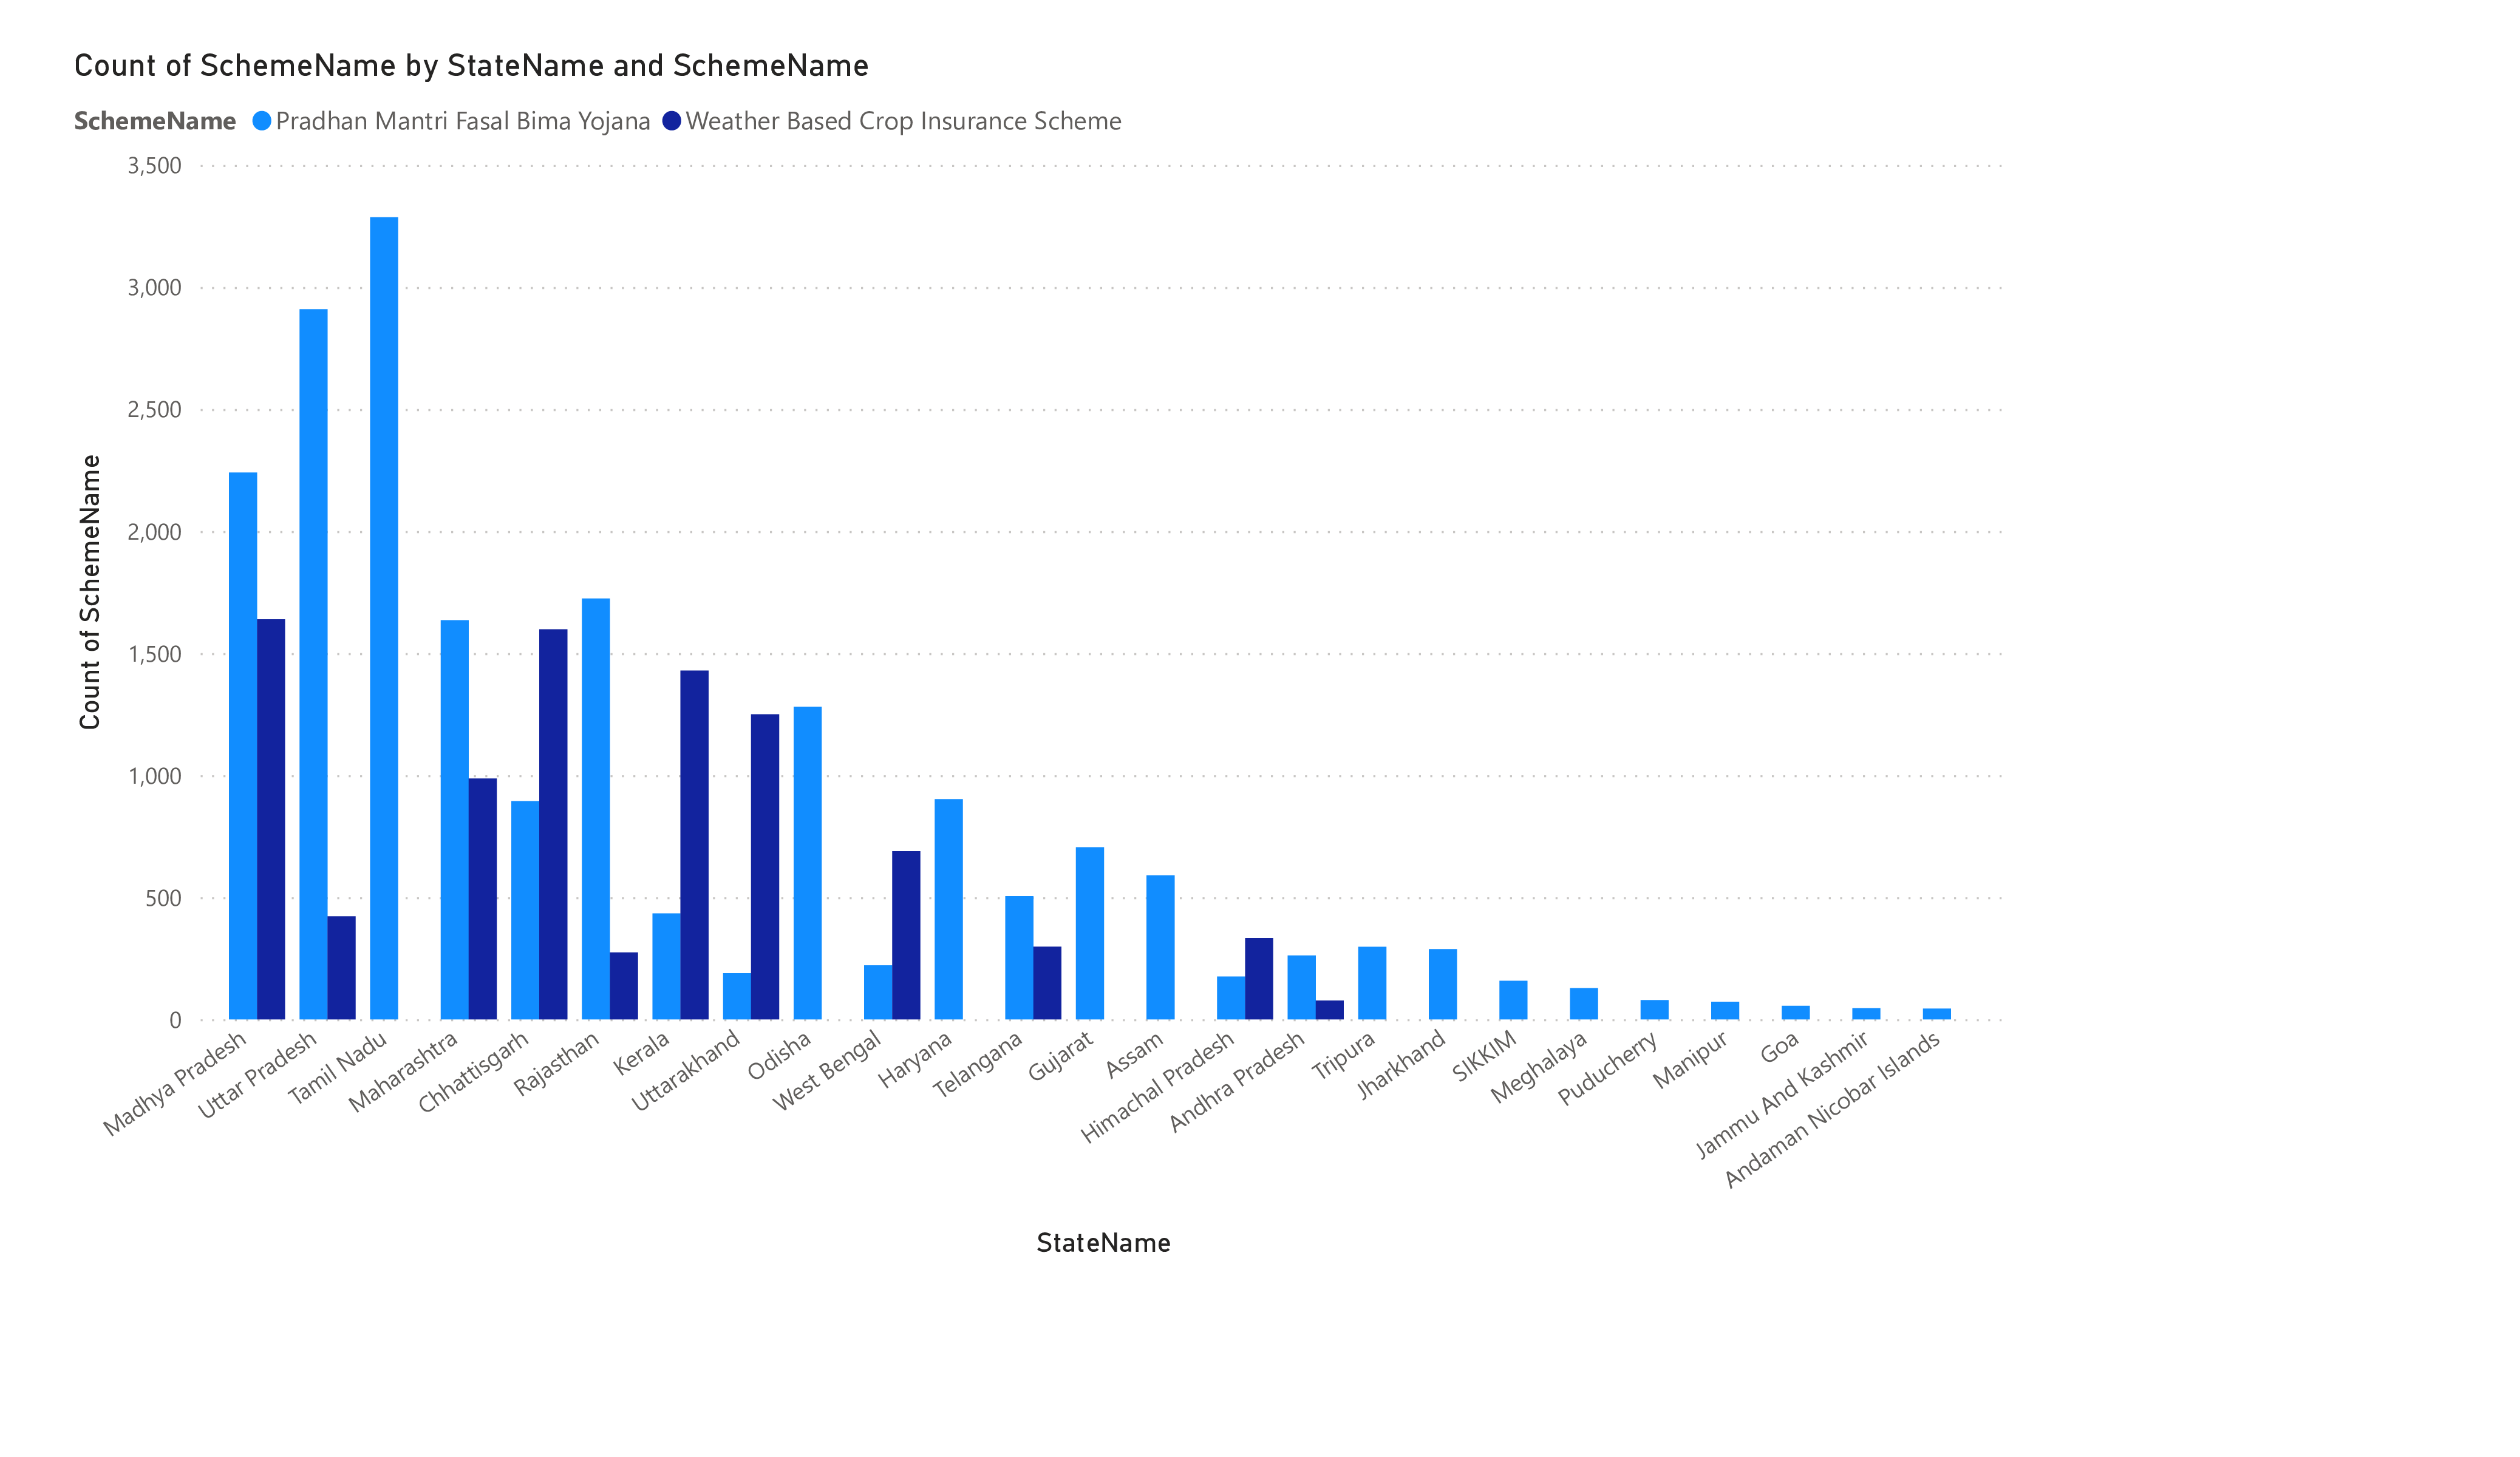 Count of SchemeName by StateName and SchemeName
SchemeName Pradhan Mantri Fasal Bima Yojana Weather Based Crop Insurance Scheme
3,500
3,000
2,500
2,000
1,500
1,000
500
0
Count of SchemeName
Madhya Pradesh
Uttar Pradesh
Tamil Nadu
Maharashtra
Chhattisgarh
Rajasthan
Kerala
Uttarakhand
Odisha
West Bengal
Haryana
Telangana
Gujarat
Assam
Himachal Pradesh
Andhra Pradesh
Tripura
Jharkhand
SIKKIM
Meghalaya
Puducherry
Manipur
Goa
Jammu And Kashmir
Andaman Nicobar Islands
StateName